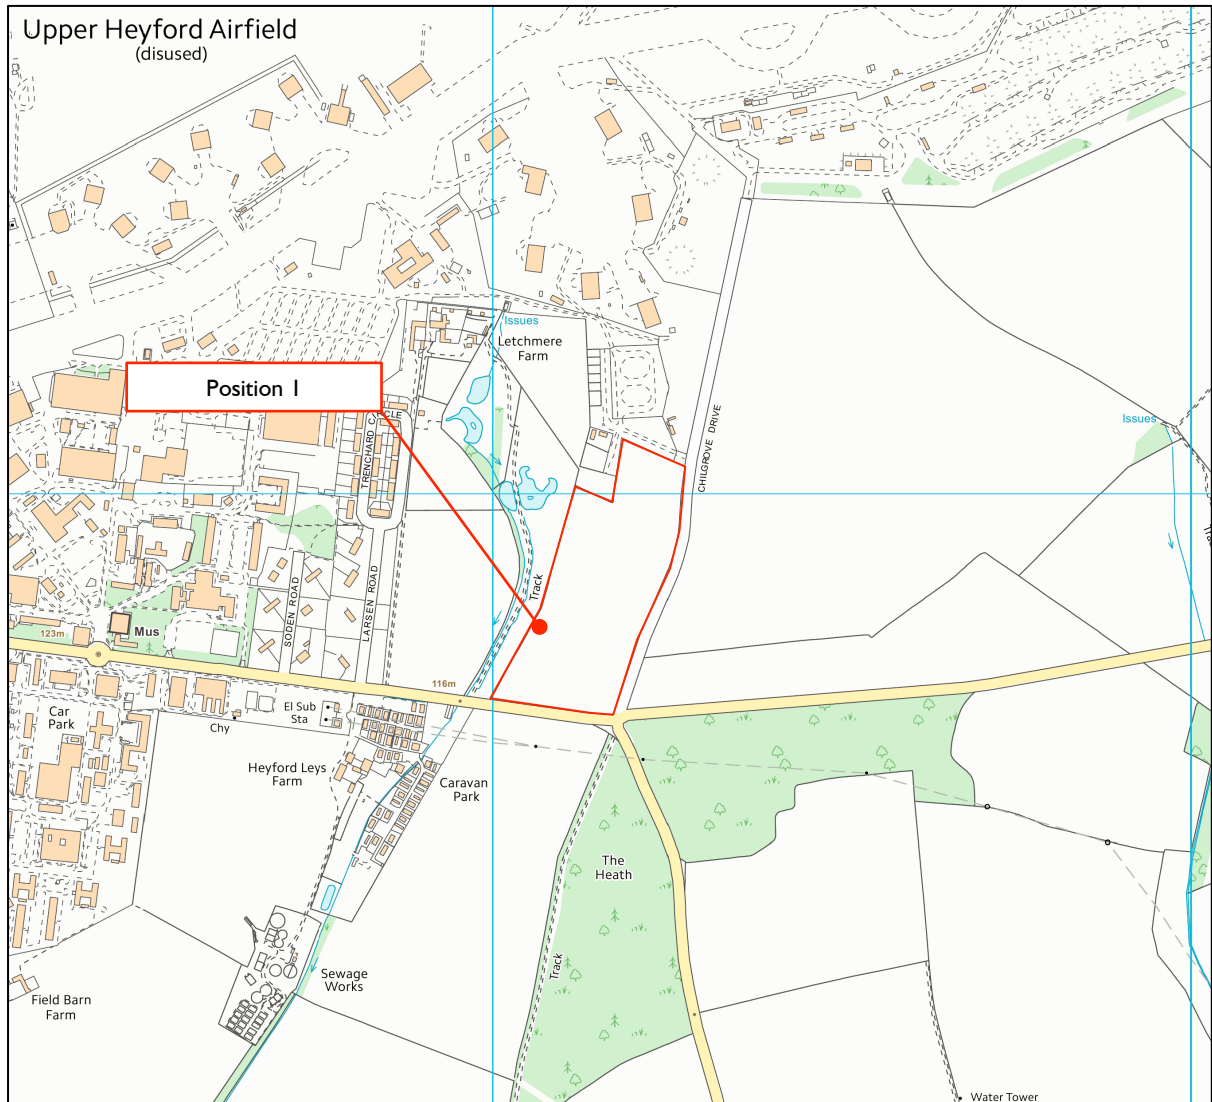 Upper Heyford Airfield
(disused)
Issues
Letchmere
Farm
Position 1
TRENCHARD
CHILGROVE DRIVE
Issues
Track
SODEN ROAD
LARSEN ROAD
123m
Mus
116m
Car
Park
El Sub
Sta
Chy
Heyford Leys
Farm
Caravan
Park
The
Heath
Track
Sewage
Works
Field Barn
Farm
Water Tower